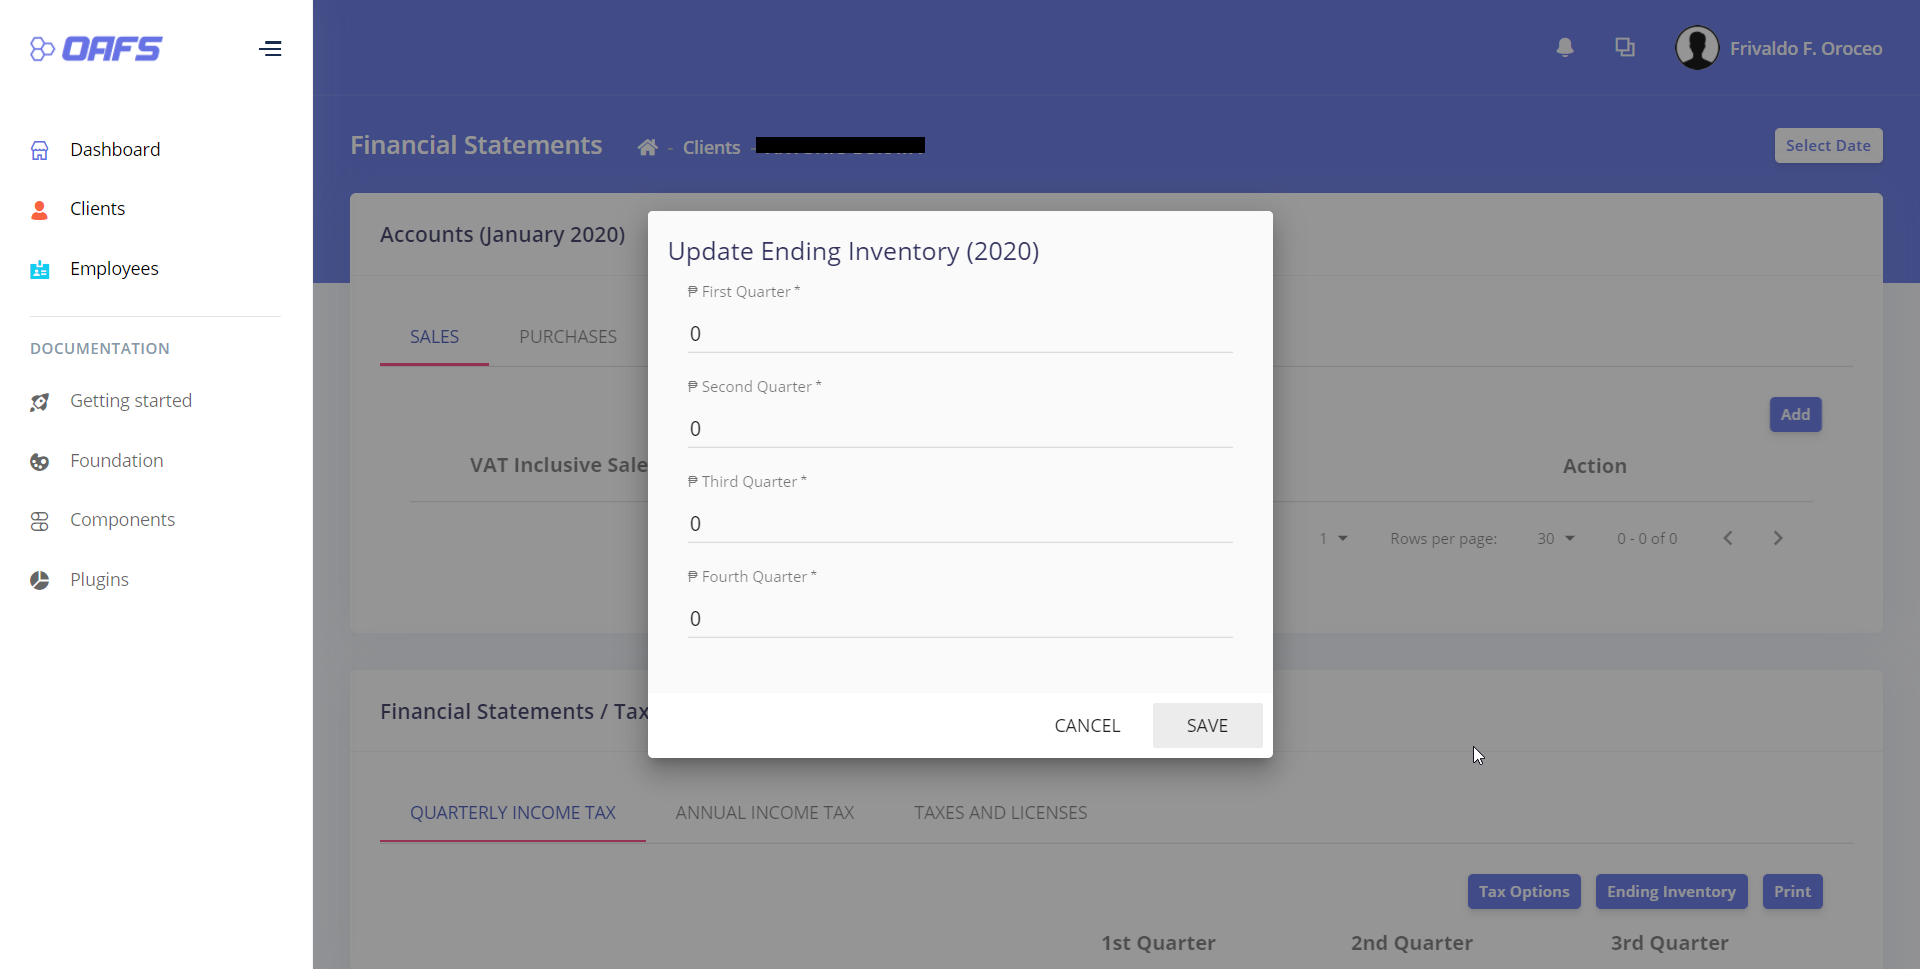 OAFS
Frivaldo F. Oroceo
Dashboard
Clients
Employees
DOCUMENTATION
Getting started
Foundation
Components
Plugins
Financial Statements - Clients -
Select Date
Accounts (January 2020)
SALES PURCHASES
Add
VAT Inclusive Sale Action
1 Rows per page: 30 0 - 0 of 0
Update Ending Inventory (2020)
₱ First Quarter *
0
₱ Second Quarter *
0
₱ Third Quarter *
0
₱ Fourth Quarter *
0
CANCEL SAVE
Financial Statements / Tax
QUARTERLY INCOME TAX ANNUAL INCOME TAX TAXES AND LICENSES
Tax Options Ending Inventory Print
1st Quarter 2nd Quarter 3rd Quarter